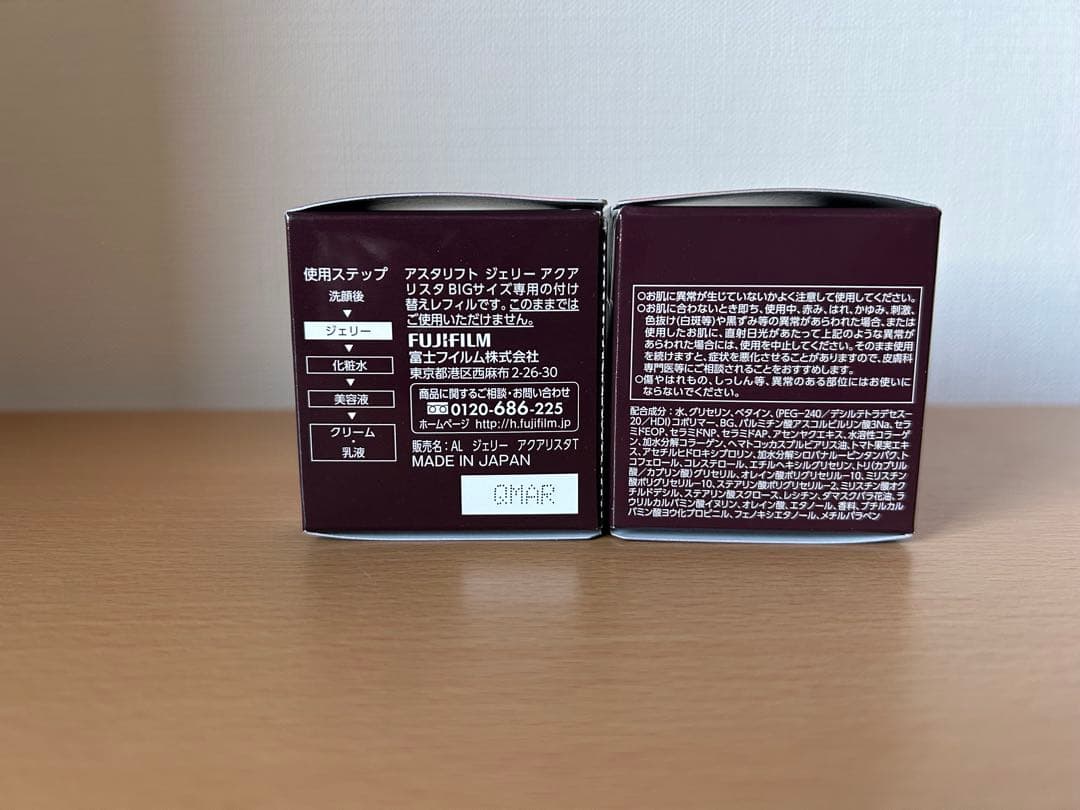 使用ステップ
洗顔後
▼
ジェリー
▼
化粧水
▼
美容液
▼
クリーム
・
乳液
アスタリフト ジェリー アクア
リスタ BIGサイズ専用の付け
替えレフィルです。このままでは
ご使用いただけません。
FUJIFILM
富士フイルム株式会社
東京都港区西麻布2-26-30
商品に関するご相談・お問い合わせ
0120-686-225
ホームページ http://h.fujifilm.jp
販売名：AL ジェリー アクアリスタT
MADE IN JAPAN
QMAR
○お肌に異常が生じていないかよく注意して使用してください。
○お肌に合わないとき即ち、使用中、赤み、はれ、かゆみ、刺激、
色抜け(白斑等)や黒ずみ等の異常があらわれた場合、または
使用したお肌に、直射日光があたって上記のような異常が
あらわれた場合には、使用を中止してください。そのまま使用
を続けますと、症状を悪化させることがありますので、皮膚科
専門医等にご相談されることをおすすめします。
○傷やはれもの、しっしん等、異常のある部位にはお使いに
ならないでください。
配合成分：水、グリセリン、ベタイン、(PEG-240/デシルテトラデセス-
20/HDI)コポリマー、BG、パルミチン酸アスコルビルリン酸3Na、セラ
ミドEOP、セラミドNP、セラミドAP、アセンヤクエキス、水溶性コラーゲ
ン、加水分解コラーゲン、ヘマトコッカスプルビアリス油、トマト果実エキ
ス、アセチルヒドロキシプロリン、加水分解シロバナルーピンタンパク、ト
コフェロール、コレステロール、エチルヘキシルグリセリン、トリ(カプリル
酸/カプリン酸)グリセリル、オレイン酸ポリグリセリル-10、ミリスチン
酸ポリグリセリル-10、ステアリン酸ポリグリセリル-2、ミリスチン酸オク
チルドデシル、ステアリン酸スクロース、レシチン、ダマスクバラ花油、ラ
ウリルカルバミン酸イヌリン、オレイン酸、エタノール、香料、ブチルカル
バミン酸ヨウ化プロピニル、フェノキシエタノール、メチルパラベン